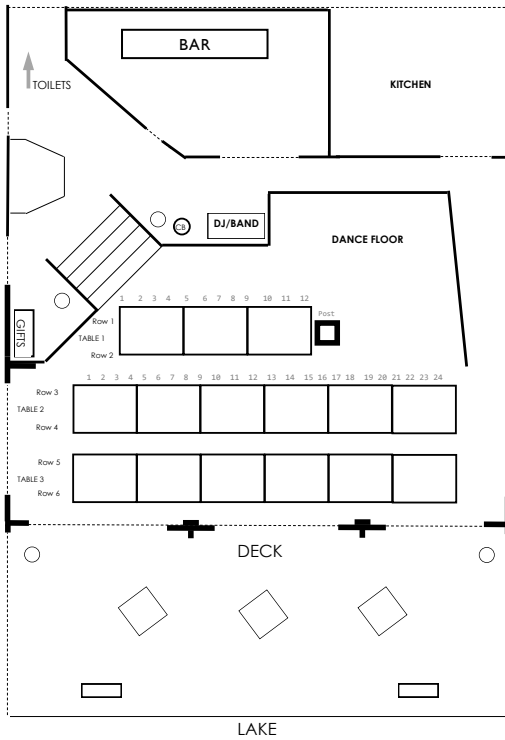 BAR
TOILETS
KITCHEN
CB
DJ/BAND
DANCE FLOOR
GIFTS
1 2 3 4 5 6 7 8 9 10 11 12
Post
Row 1
TABLE 1
Row 2
1 2 3 4 5 6 7 8 9 10 11 12 13 14 15 16 17 18 19 20 21 22 23 24
Row 3
TABLE 2
Row 4
Row 5
TABLE 3
Row 6
DECK
LAKE